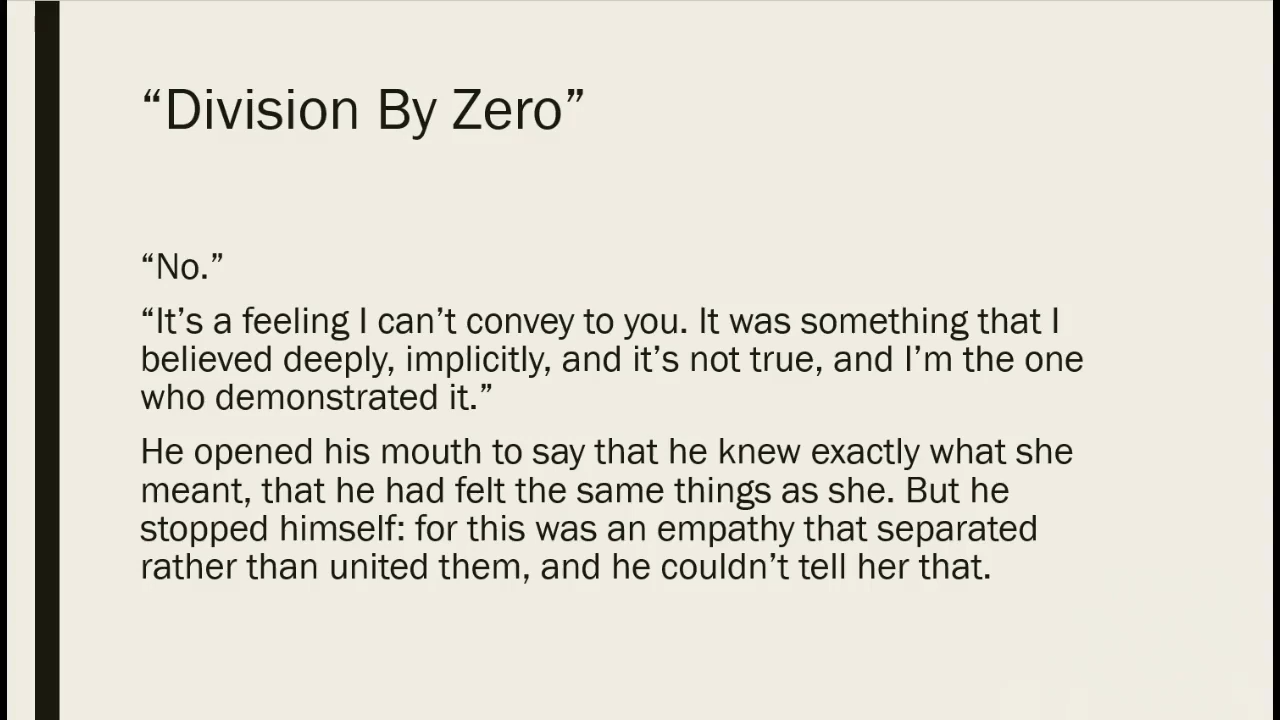 “Division By Zero”
“No.”
“It’s a feeling I can’t convey to you. It was something that I
believed deeply, implicitly, and it’s not true, and I’m the one
who demonstrated it.”
He opened his mouth to say that he knew exactly what she
meant, that he had felt the same things as she. But he
stopped himself: for this was an empathy that separated
rather than united them, and he couldn’t tell her that.